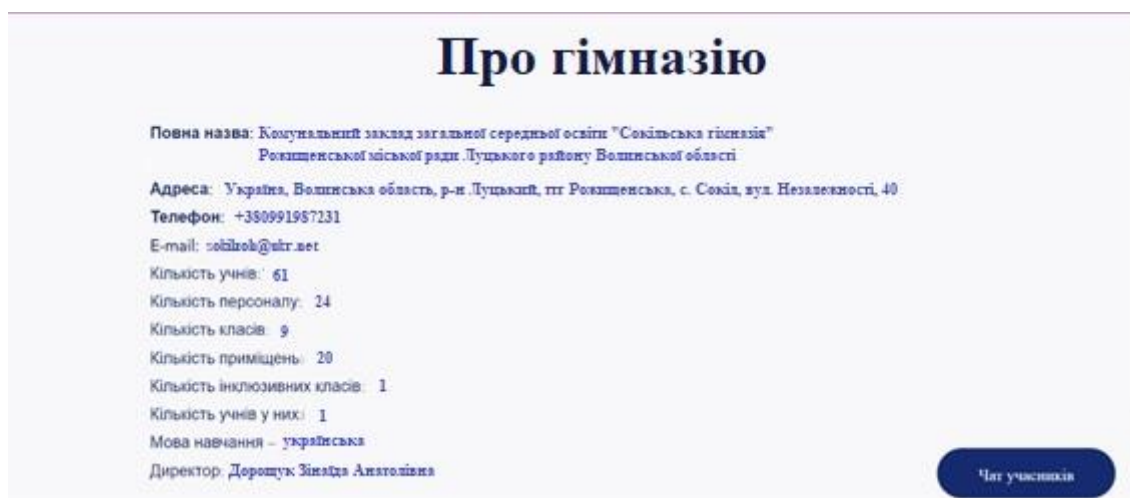 Про гімназію
Повна назва: Комунальний заклад загальної середньої освіти "Сокільська гімназія"
Рожищенської міської ради Луцького району Волинської області
Адреса: Україна, Волинська область, р-н Луцький, тг Рожищенська, с. Сокіл, вул. Незалежності, 40
Телефон: +380991987231
E-mail: @ukr.net
Кількість учнів: 61
Кількість персоналу: 24
Кількість класів: 9
Кількість приміщень: 20
Кількість інклюзивних класів: 1
Кількість учнів у них: 1
Мова навчання – українська
Директор: Дорощук Зінаїда Анатолівна
Чат учасників